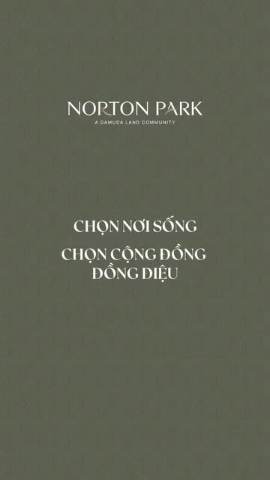 NORTON PARK
A GAMUDA LAND COMMUNITY
CHỌN NƠI SỐNG
CHỌN CỘNG ĐỒNG
ĐỒNG ĐIỆU